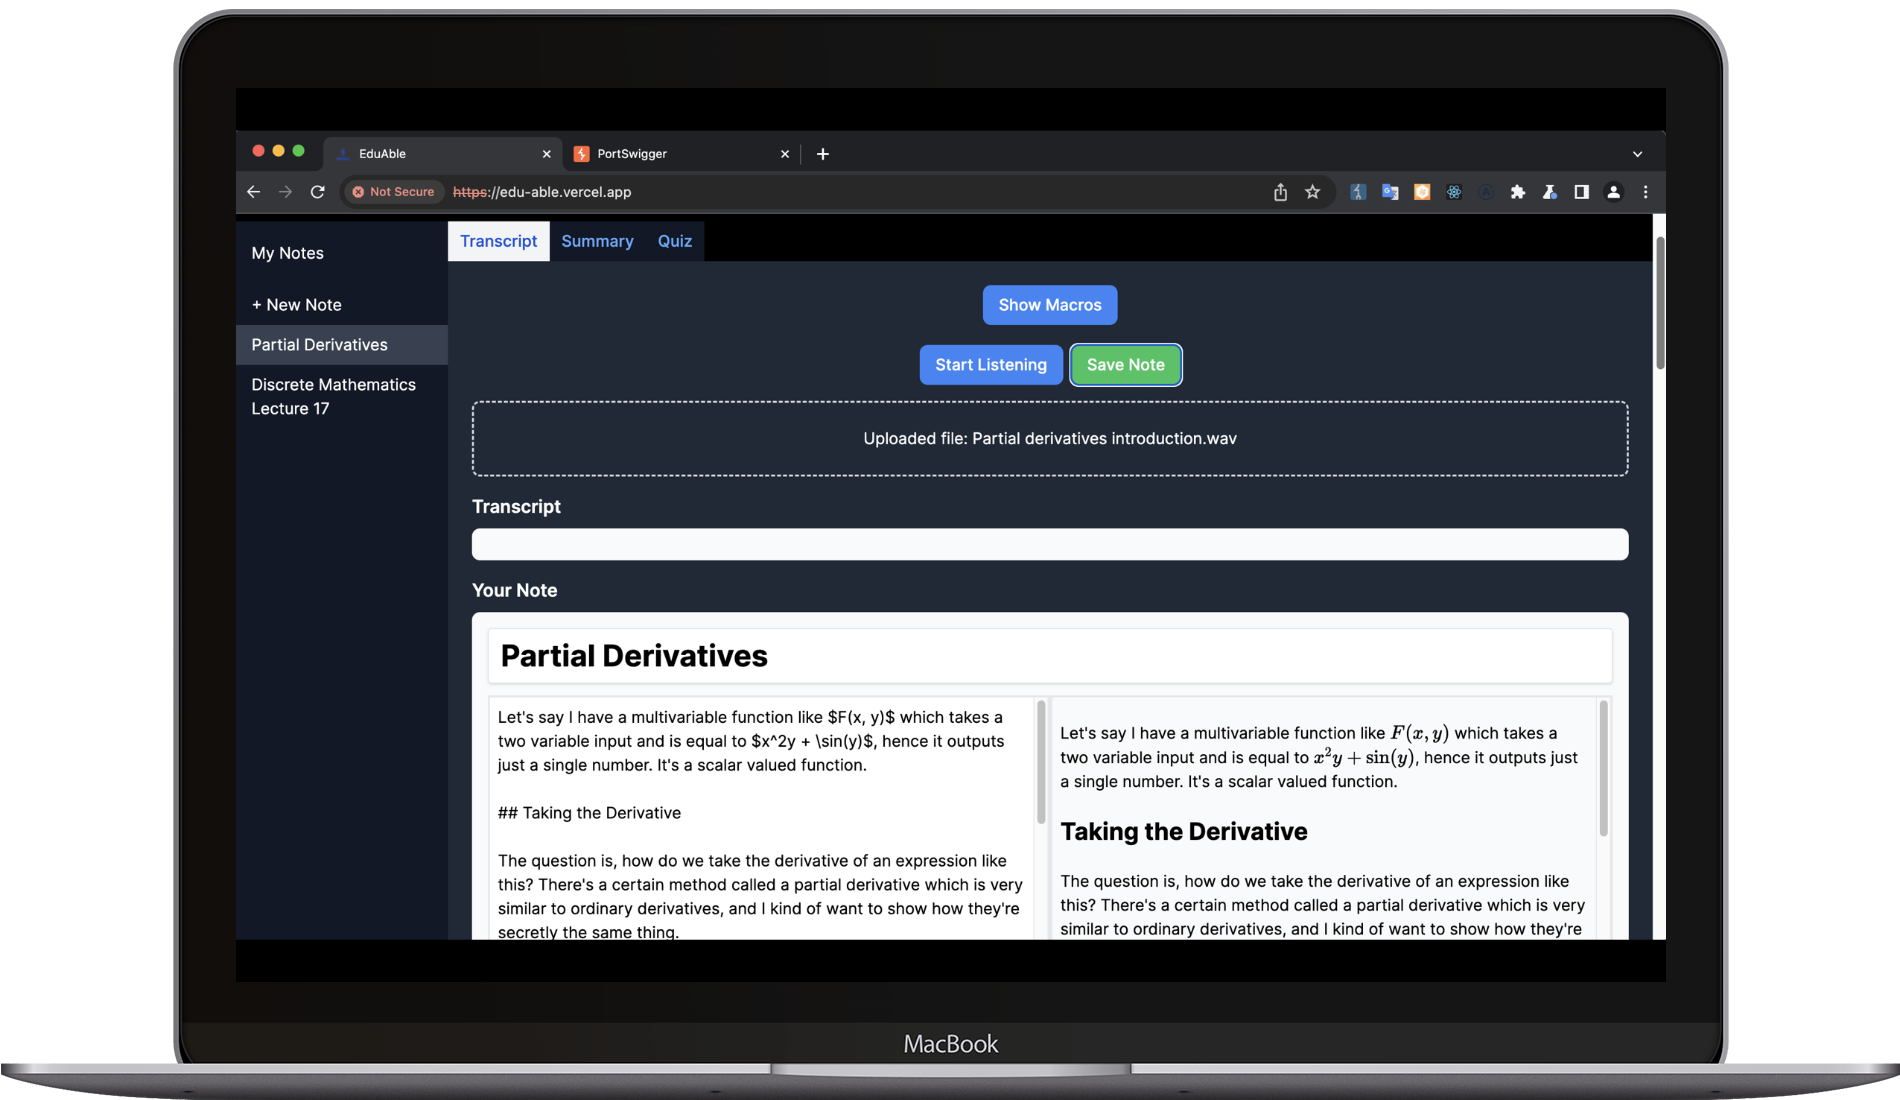 EduAble
PortSwigger
Not Secure
https://edu-able.vercel.app
My Notes
+ New Note
Partial Derivatives
Discrete Mathematics
Lecture 17
Transcript
Summary
Quiz
Show Macros
Start Listening
Save Note
Uploaded file: Partial derivatives introduction.wav
Transcript
Your Note
Partial Derivatives
Let's say I have a multivariable function like $F(x, y)$ which takes a
two variable input and is equal to $x^2y + \sin(y)$, hence it outputs
just a single number. It's a scalar valued function.
## Taking the Derivative
The question is, how do we take the derivative of an expression like
this? There's a certain method called a partial derivative which is very
similar to ordinary derivatives, and I kind of want to show how they're
secretly the same thing.
Let's say I have a multivariable function like F(x, y) which takes a
two variable input and is equal to x²y + sin(y), hence it outputs just
a single number. It's a scalar valued function.
Taking the Derivative
The question is, how do we take the derivative of an expression like
this? There's a certain method called a partial derivative which is very
similar to ordinary derivatives, and I kind of want to show how they're
MacBook